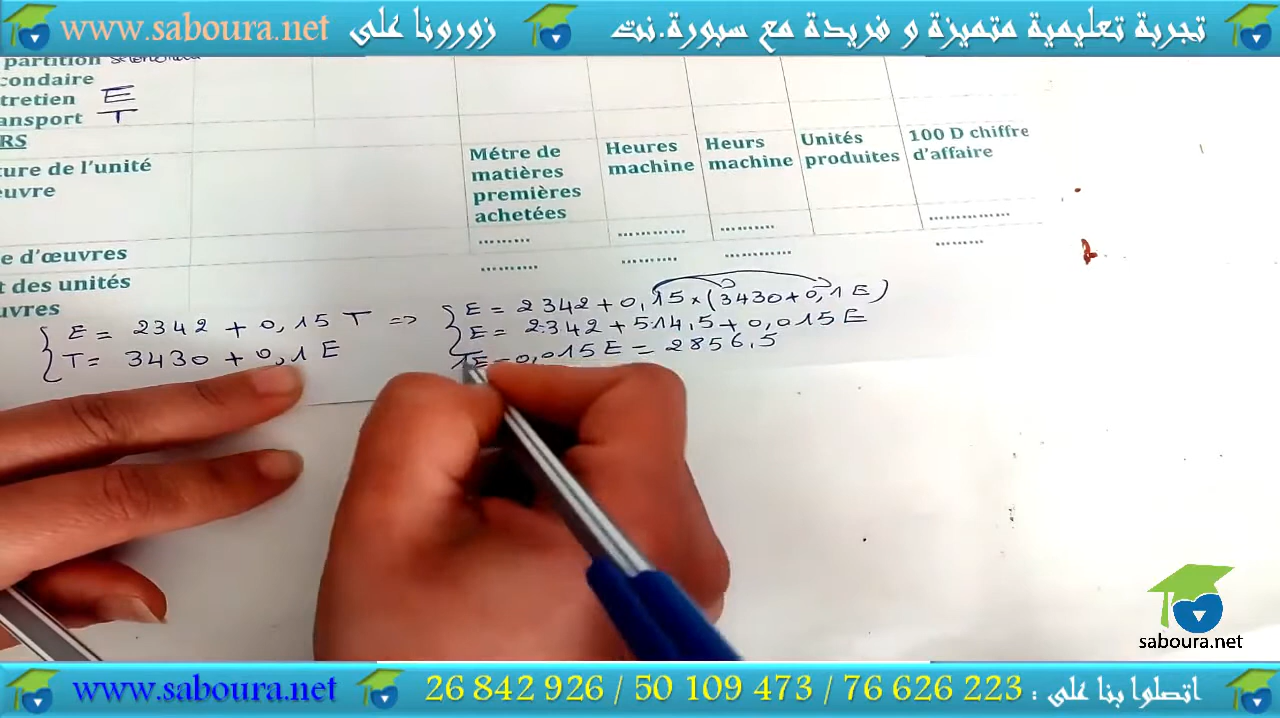 www.saboura.net زورونا على تجربة تعليمية متميزة و فريدة مع سبورة.نت
partition
condaire
tretien E
ansport T
RS
ture de l'unité
euvre
Métre de
matières
premières
achetées
.........
Heures
machine
............
Heurs
machine
.........
Unités
produites
100 D chiffre
d'affaire
..............
e d'œuvres
..........
.........
...........
........
t des unités
uvres
{ E = 2342 + 0,15 T =>
T = 3430 + 0,1 E
{ E = 2342 + 0,15 x (3430 + 0,1 E)
E = 2342 + 514,5 + 0,015 E
1E - 0,015 E = 2856,5
saboura.net
www.saboura.net 26 842 926 / 50 109 473 / 76 626 223 : اتصلوا بنا على